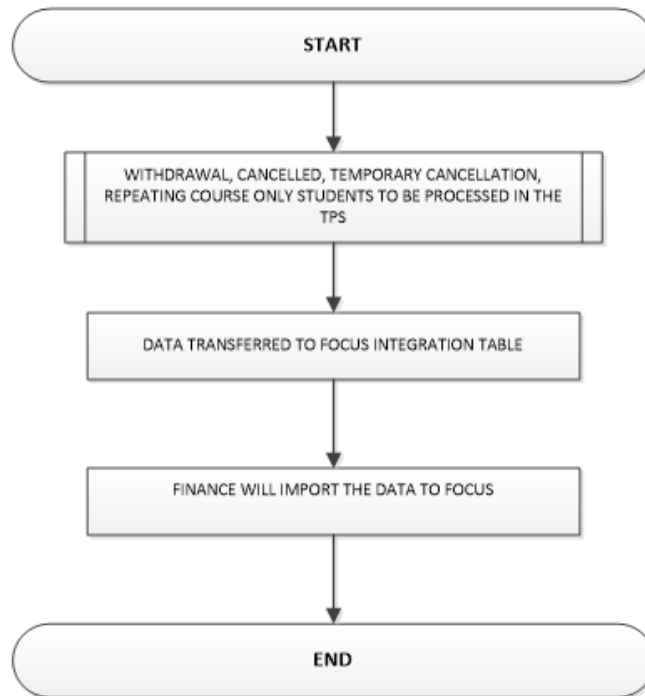 START
WITHDRAWAL, CANCELLED, TEMPORARY CANCELLATION,
REPEATING COURSE ONLY STUDENTS TO BE PROCESSED IN THE
TPS
DATA TRANSFERRED TO FOCUS INTEGRATION TABLE
FINANCE WILL IMPORT THE DATA TO FOCUS
END